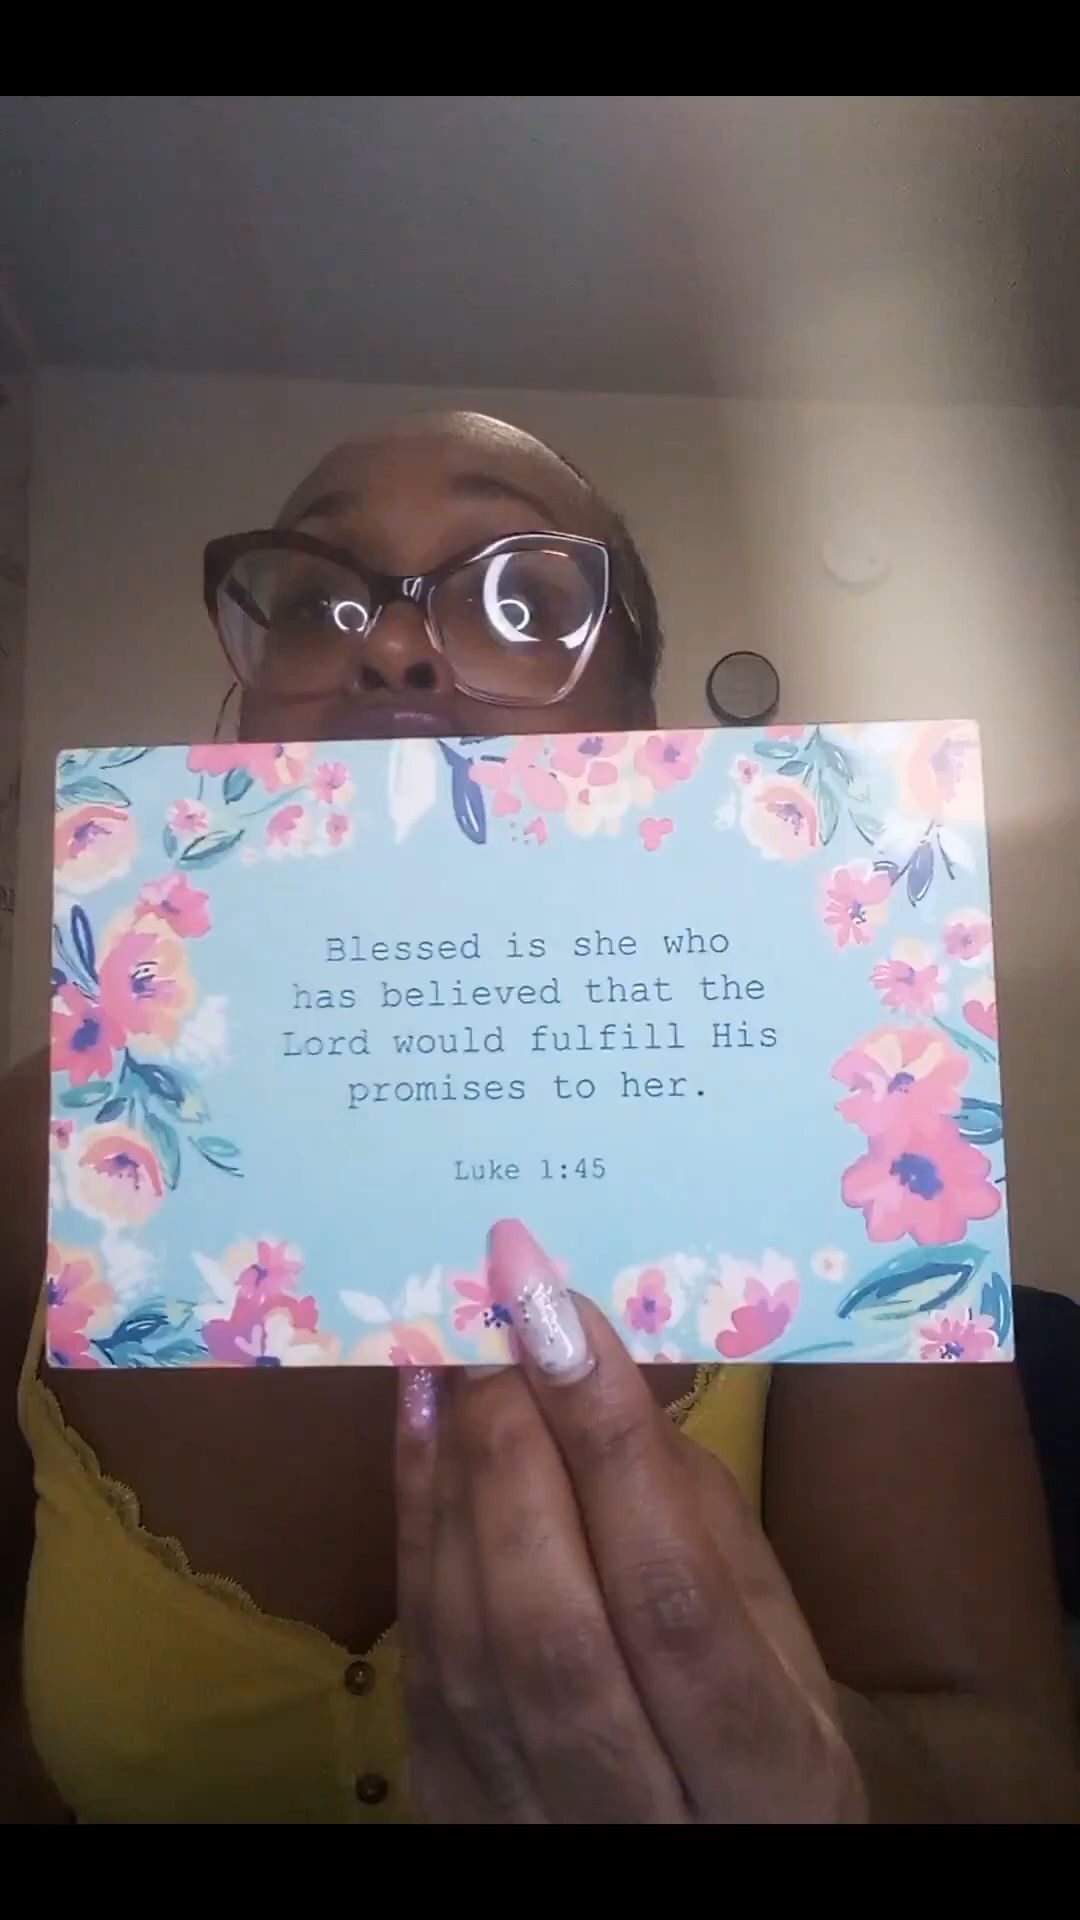 Blessed is she who
has believed that the
Lord would fulfill His
promises to her.
Luke 1:45